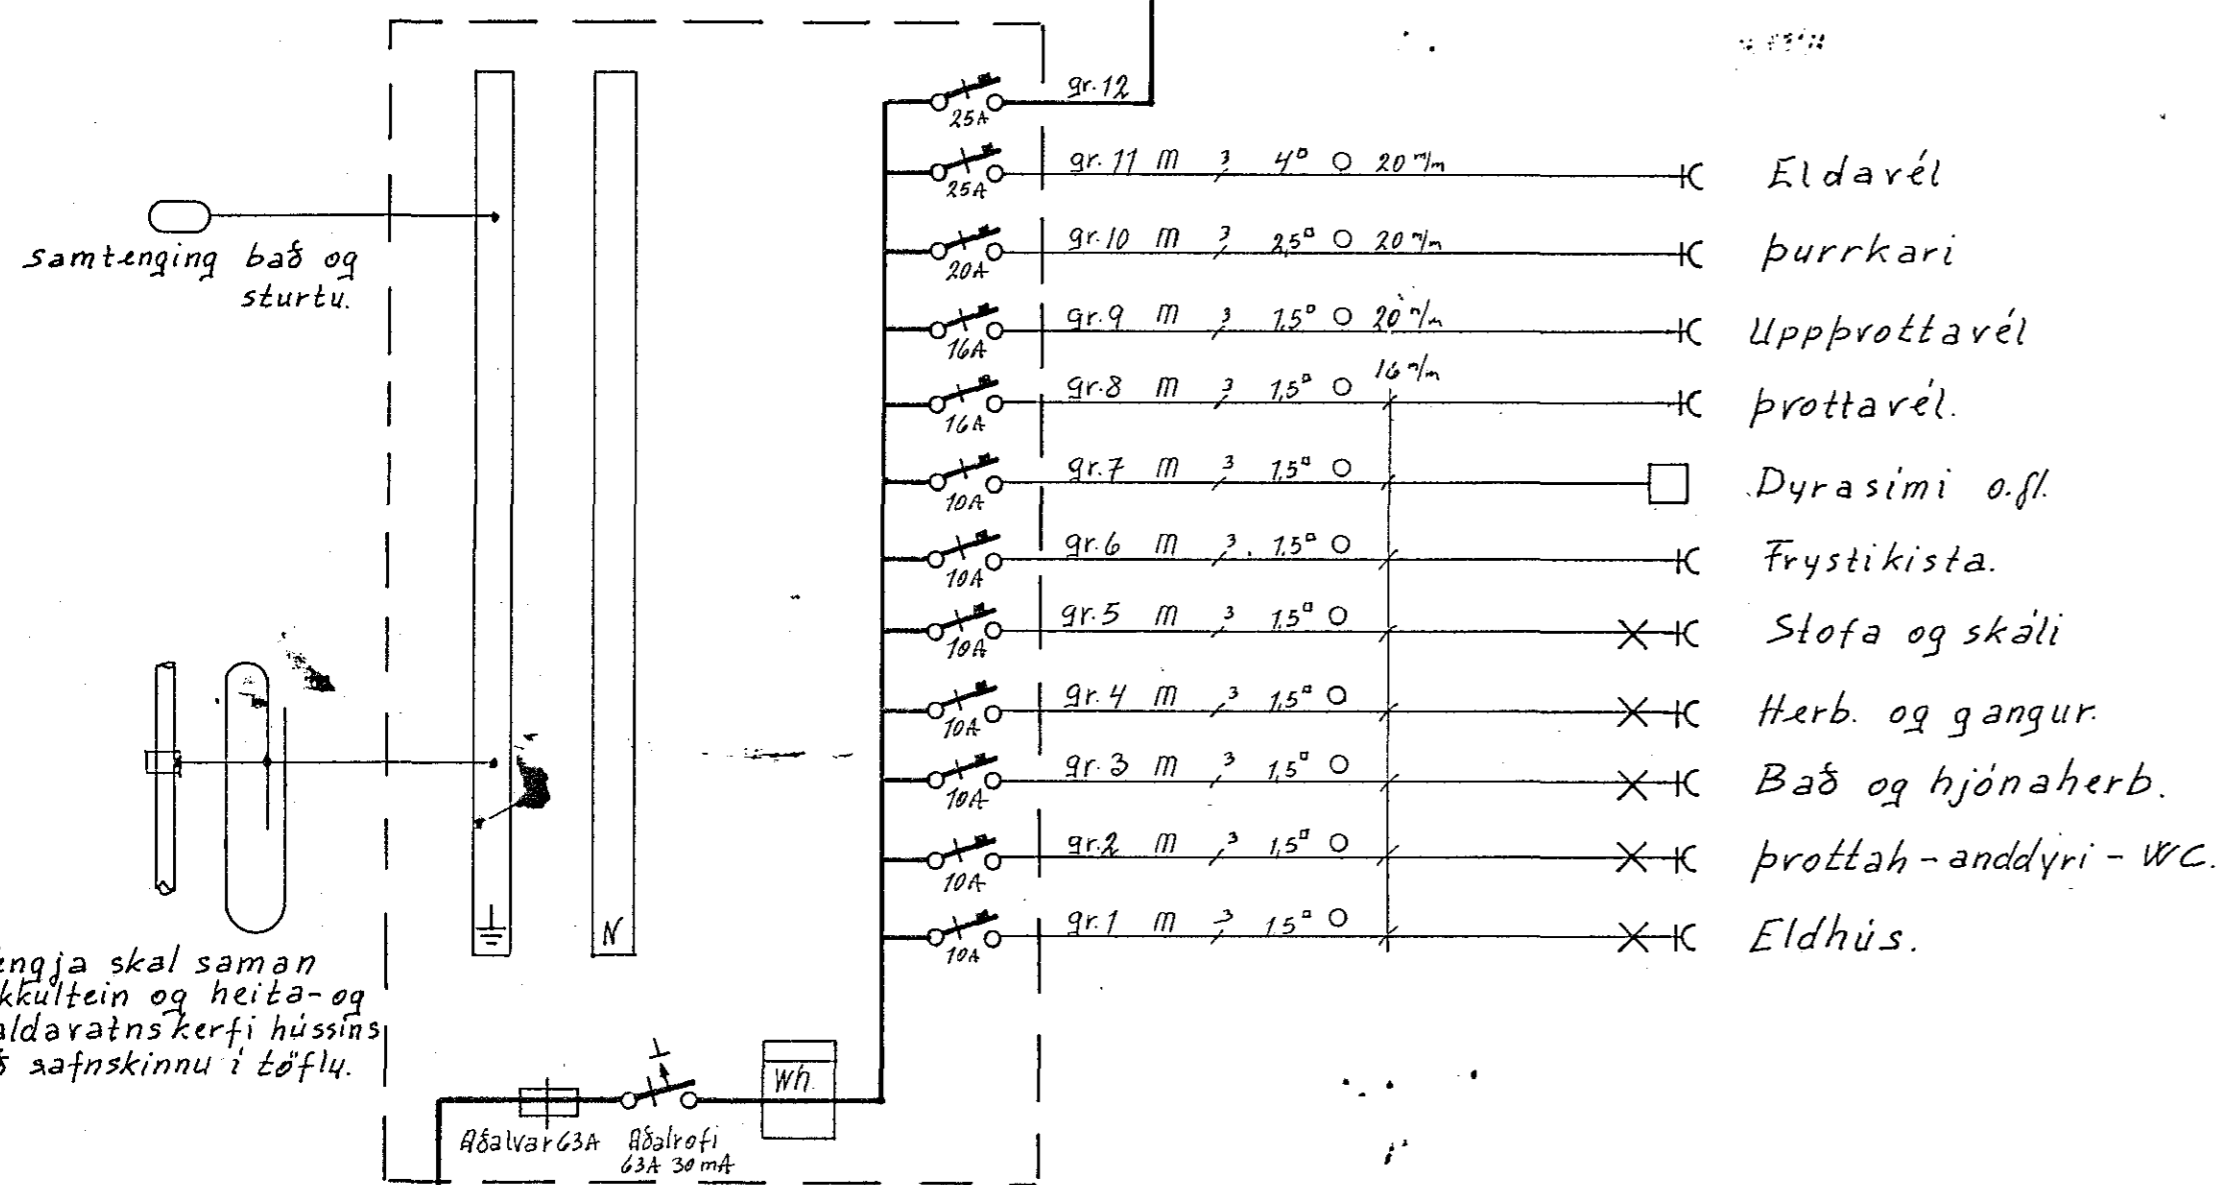 gr.12
25A
gr.11 m 3 4▫ O 20 m/m Eldavél
25A
gr.10 m 3 2,5▫ O 20 m/m þurrkari
20A
gr.9 m 3 1,5▫ O 20 m/m Uppþvottavél
16A
gr.8 m 3 1,5▫ O 16 m/m þvottavél.
16A
gr.7 m 3 1,5▫ O Dyrasími o.fl.
10A
gr.6 m 3 1,5▫ O Frystikista.
10A
gr.5 m 3 1,5▫ O Stofa og skáli
10A
gr.4 m 3 1,5▫ O Herb. og gangur.
10A
gr.3 m 3 1,5▫ O Bað og hjónaherb.
10A
gr.2 m 3 1,5▫ O þvottah-anddyri-WC.
10A
gr.1 m 3 1,5▫ O Eldhús.
10A
samtenging bað og
sturtu.
N
engja skal saman
kkultein og heita-og
aldavatnskerfi hússins
ð safnskinnu í töflu.
Wh.
Aðalvar 63A
Aðalrofi
63A 30mA